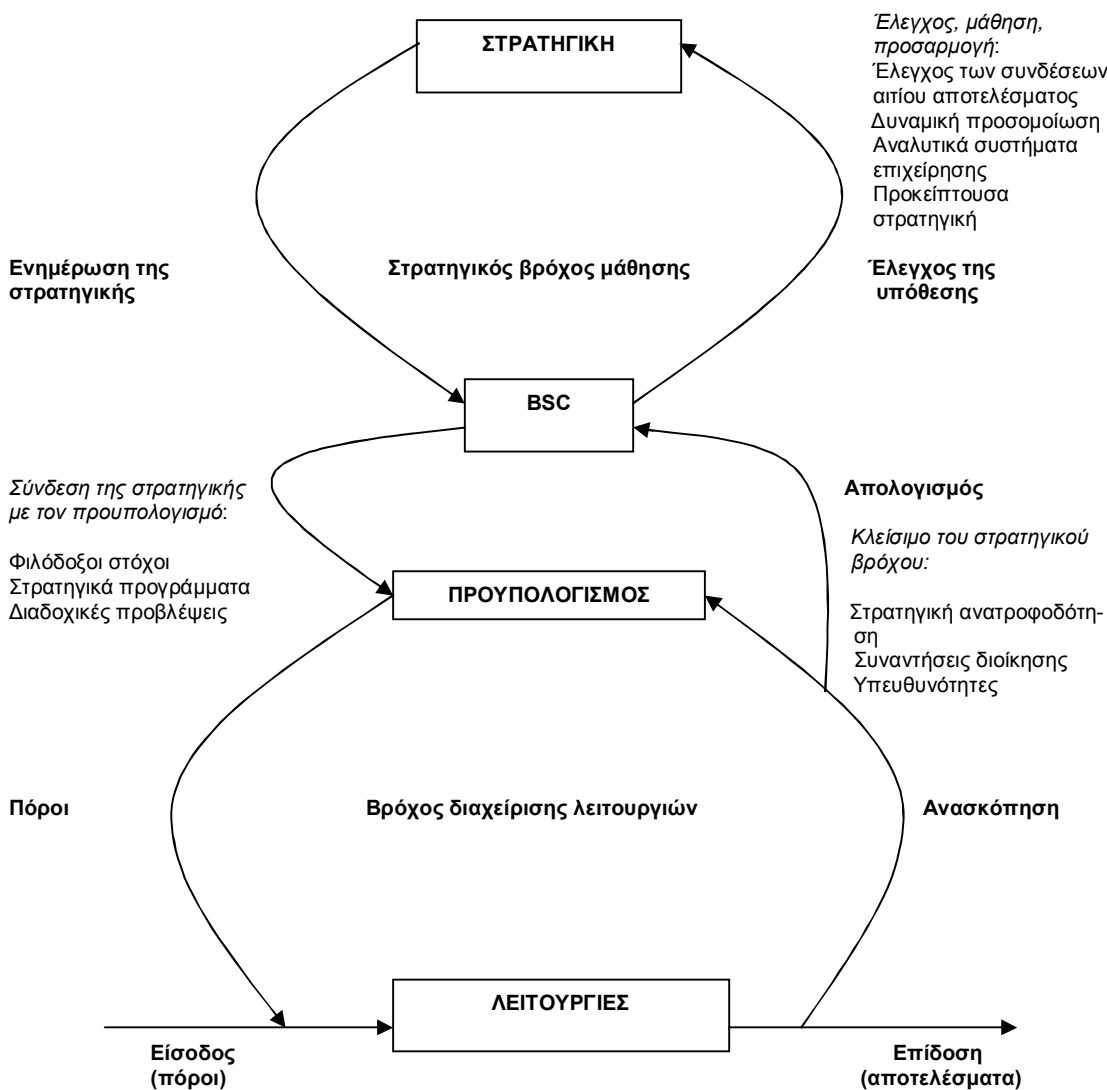 ΣΤΡΑΤΗΓΙΚΗ
Έλεγχος, μάθηση,
προσαρμογή:
Έλεγχος των συνδέσεων
αιτίου αποτελέσματος
Δυναμική προσομοίωση
Αναλυτικά συστήματα
επιχείρησης
Προκείπτουσα
στρατηγική
Ενημέρωση της
στρατηγικής
Στρατηγικός βρόχος μάθησης
Έλεγχος της
υπόθεσης
BSC
Σύνδεση της στρατηγικής
με τον προυπολογισμό:
Φιλόδοξοι στόχοι
Στρατηγικά προγράμματα
Διαδοχικές προβλέψεις
Απολογισμός
Κλείσιμο του στρατηγικού
βρόχου:
Στρατηγική ανατροφοδότη-
ση
Συναντήσεις διοίκησης
Υπευθυνότητες
ΠΡΟΥΠΟΛΟΓΙΣΜΟΣ
Πόροι
Βρόχος διαχείρισης λειτουργιών
Ανασκόπηση
ΛΕΙΤΟΥΡΓΙΕΣ
Είσοδος
(πόροι)
Επίδοση
(αποτελέσματα)